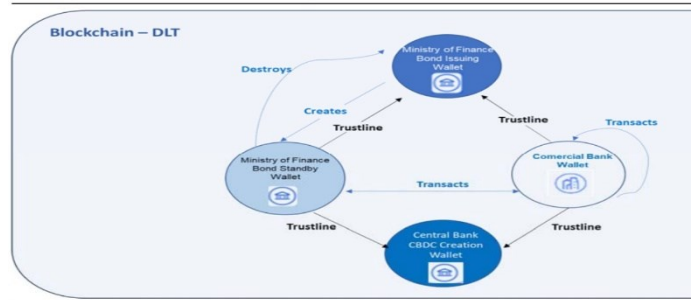 Blockchain – DLT
Ministry of Finance
Bond Issuing
Wallet
Destroys
Creates
Trustline
Trustline
Transacts
Ministry of Finance
Bond Standby
Wallet
Comercial Bank
Wallet
Transacts
Trustline
Trustline
Central Bank
CBDC Creation
Wallet